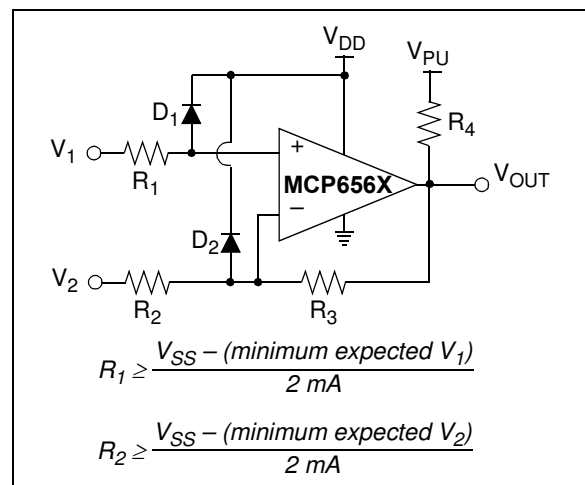 V_DD
V_PU
D_1
R_4
V_1
+
V_OUT
R_1
MCP656X
–
D_2
V_2
R_2
R_3
R_1 ≥ V_SS – (minimum expected V_1) / 2 mA
R_2 ≥ V_SS – (minimum expected V_2) / 2 mA